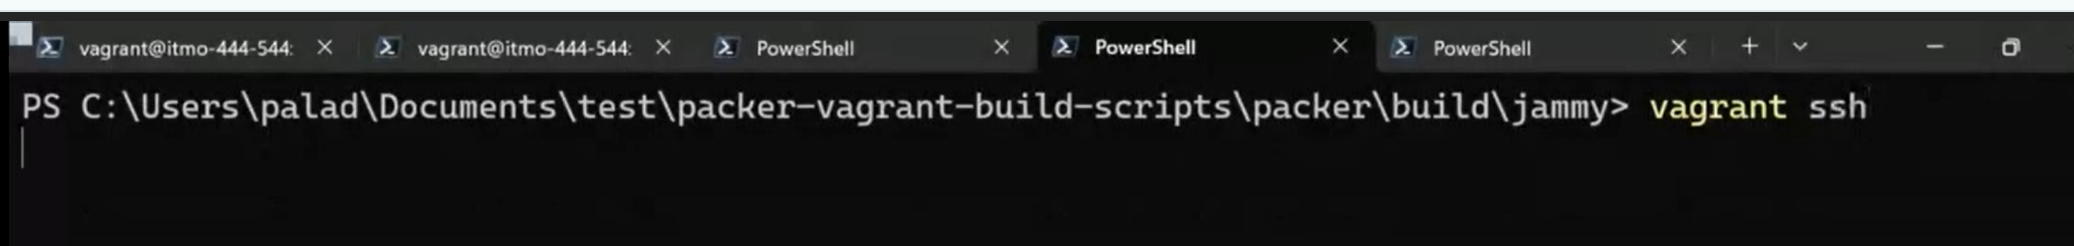 vagrant@itmo-444-544: vagrant@itmo-444-544: PowerShell PowerShell PowerShell
PS C:\Users\palad\Documents\test\packer-vagrant-build-scripts\packer\build\jammy> vagrant ssh